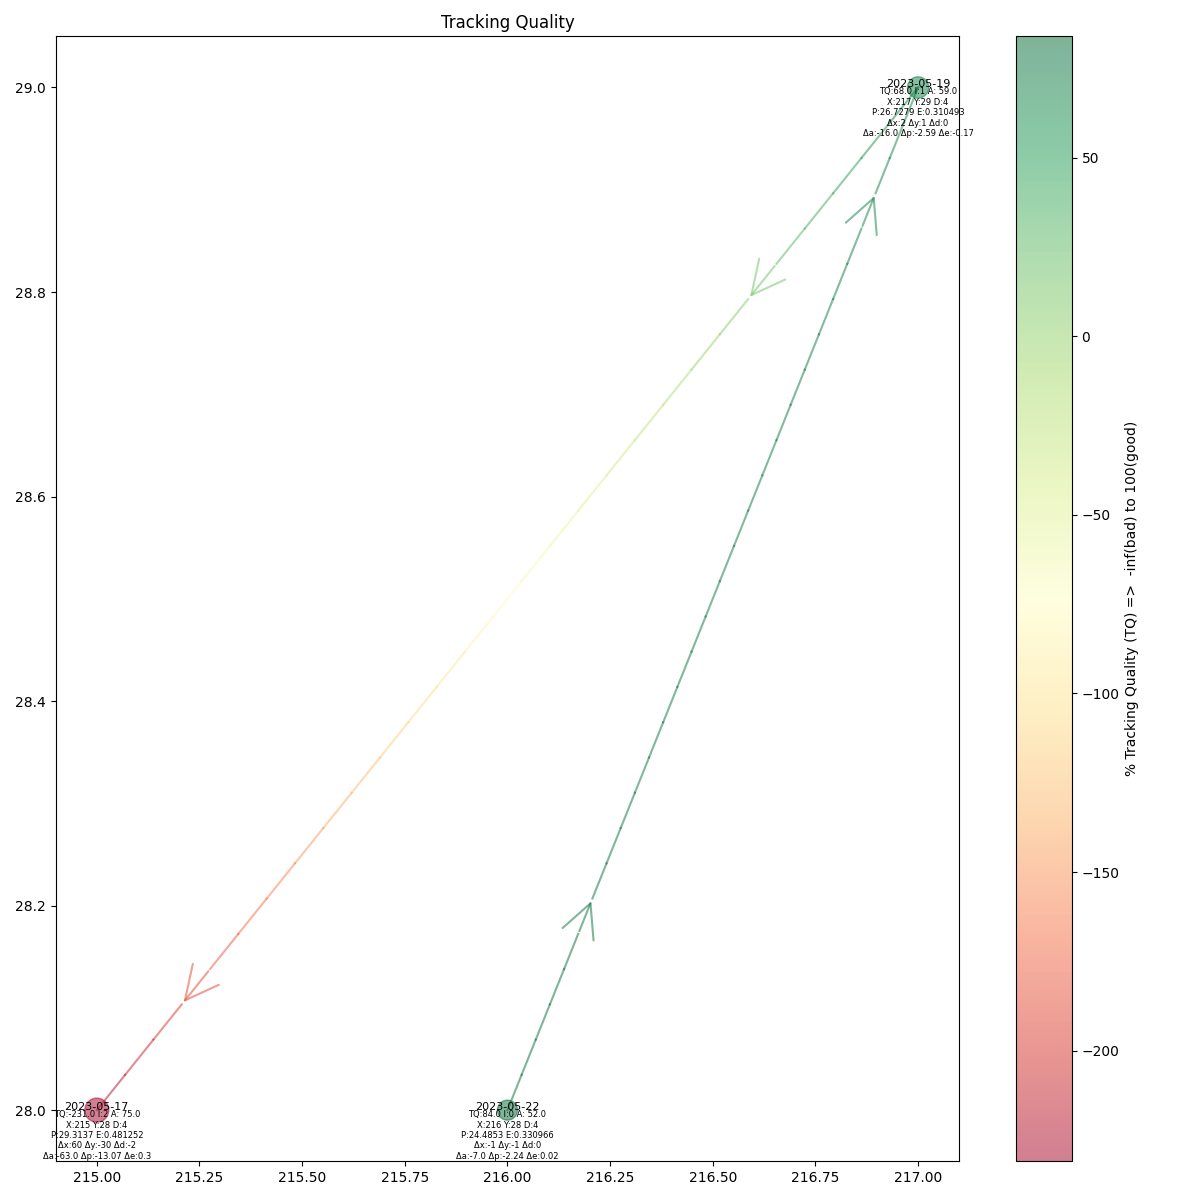 Tracking Quality
29.0
28.8
28.6
28.4
28.2
28.0
2023-05-19
TQ:68.0 I:1 A: 59.0
X:217 Y:29 D:4
P:26.7279 E:0.310493
Δx:2 Δy:1 Δd:0
Δa:-16.0 Δp:-2.59 Δe:-0.17
2023-05-17
TQ:-231.0 I:2 A: 75.0
X:215 Y:28 D:4
P:29.3137 E:0.481252
Δx:60 Δy:-30 Δd:-2
Δa:-63.0 Δp:-13.07 Δe:0.3
2023-05-22
TQ:84.0 I:0 A: 52.0
X:216 Y:28 D:4
P:24.4853 E:0.330966
Δx:-1 Δy:-1 Δd:0
Δa:-7.0 Δp:-2.24 Δe:0.02
215.00 215.25 215.50 215.75 216.00 216.25 216.50 216.75 217.00
50
0
−50
−100
−150
−200
% Tracking Quality (TQ) => -inf(bad) to 100(good)